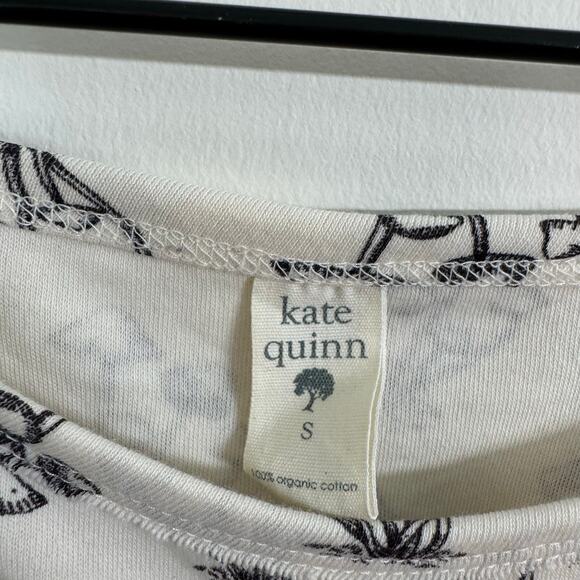 kate
quinn
S
100% organic cotton